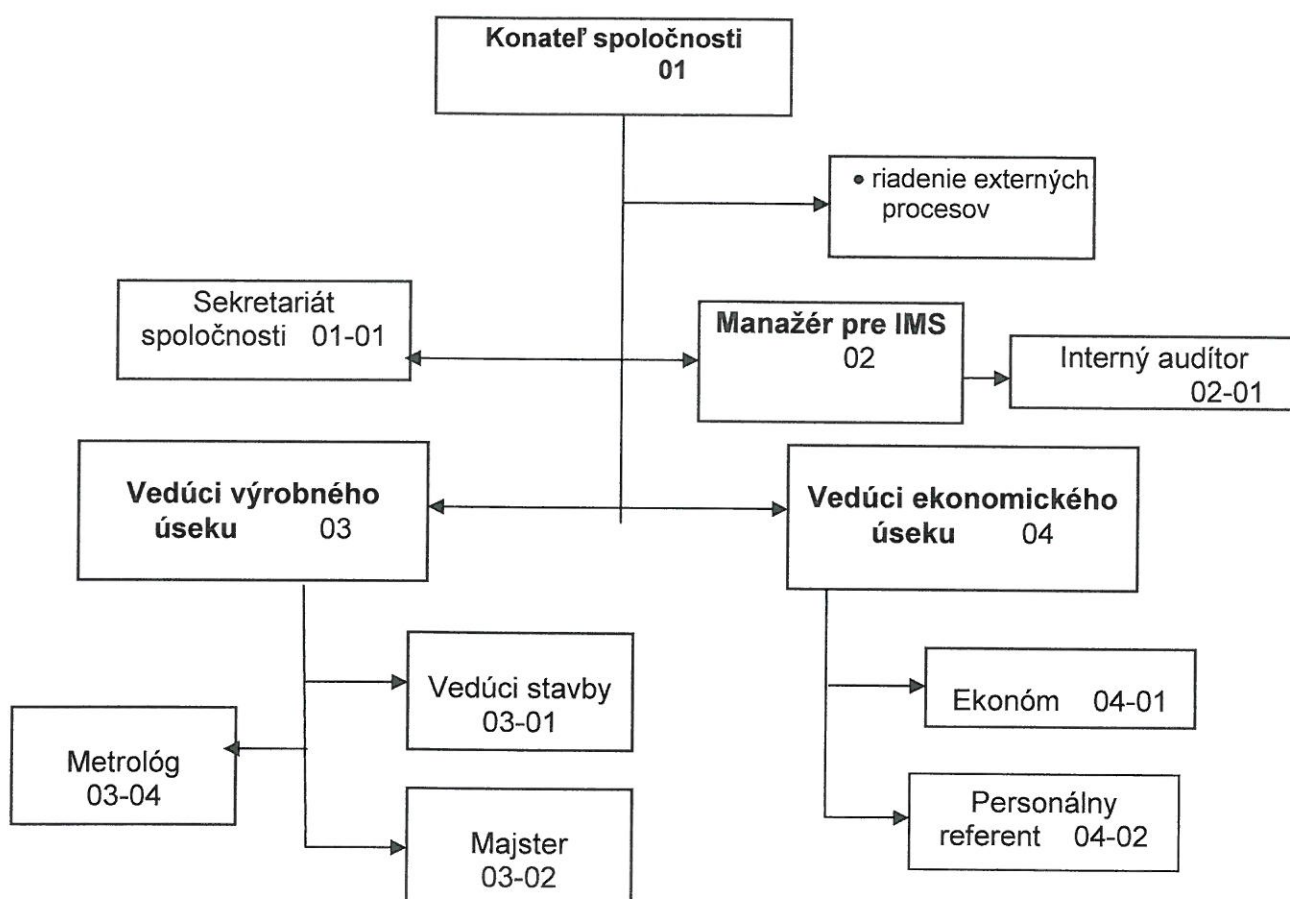 Konateľ spoločnosti
01
• riadenie externých
procesov
Sekretariát
spoločnosti 01-01
Manažér pre IMS
02
Interný audítor
02-01
Vedúci výrobného
úseku 03
Vedúci ekonomického
úseku 04
Vedúci stavby
03-01
Ekonóm 04-01
Metrológ
03-04
Personálny
referent 04-02
Majster
03-02